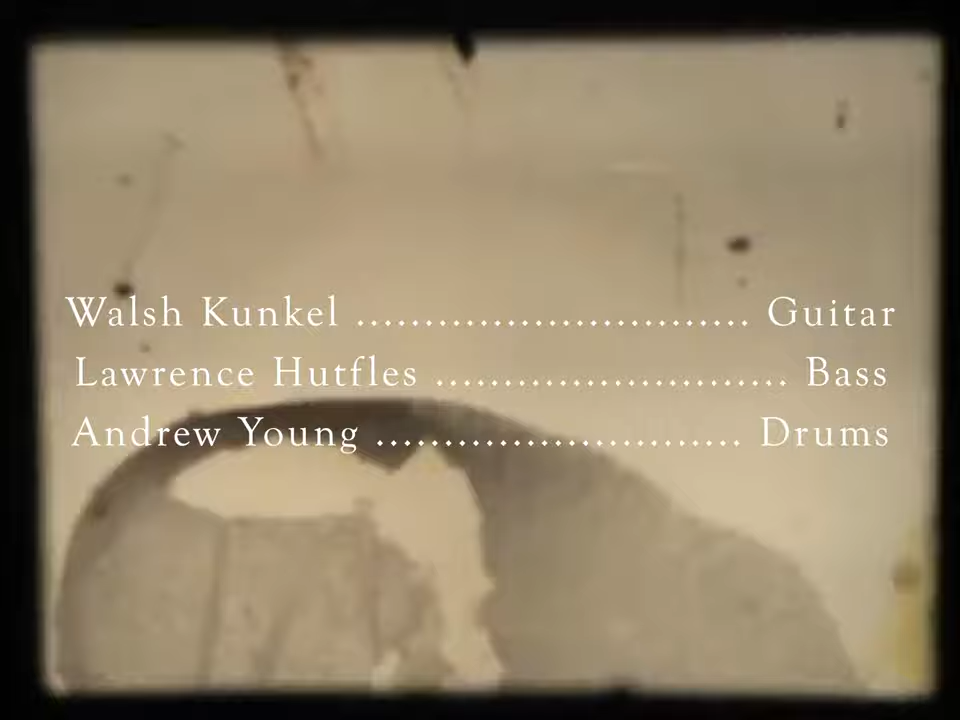 Walsh Kunkel ............................. Guitar
Lawrence Hutfles .......................... Bass
Andrew Young ........................... Drums